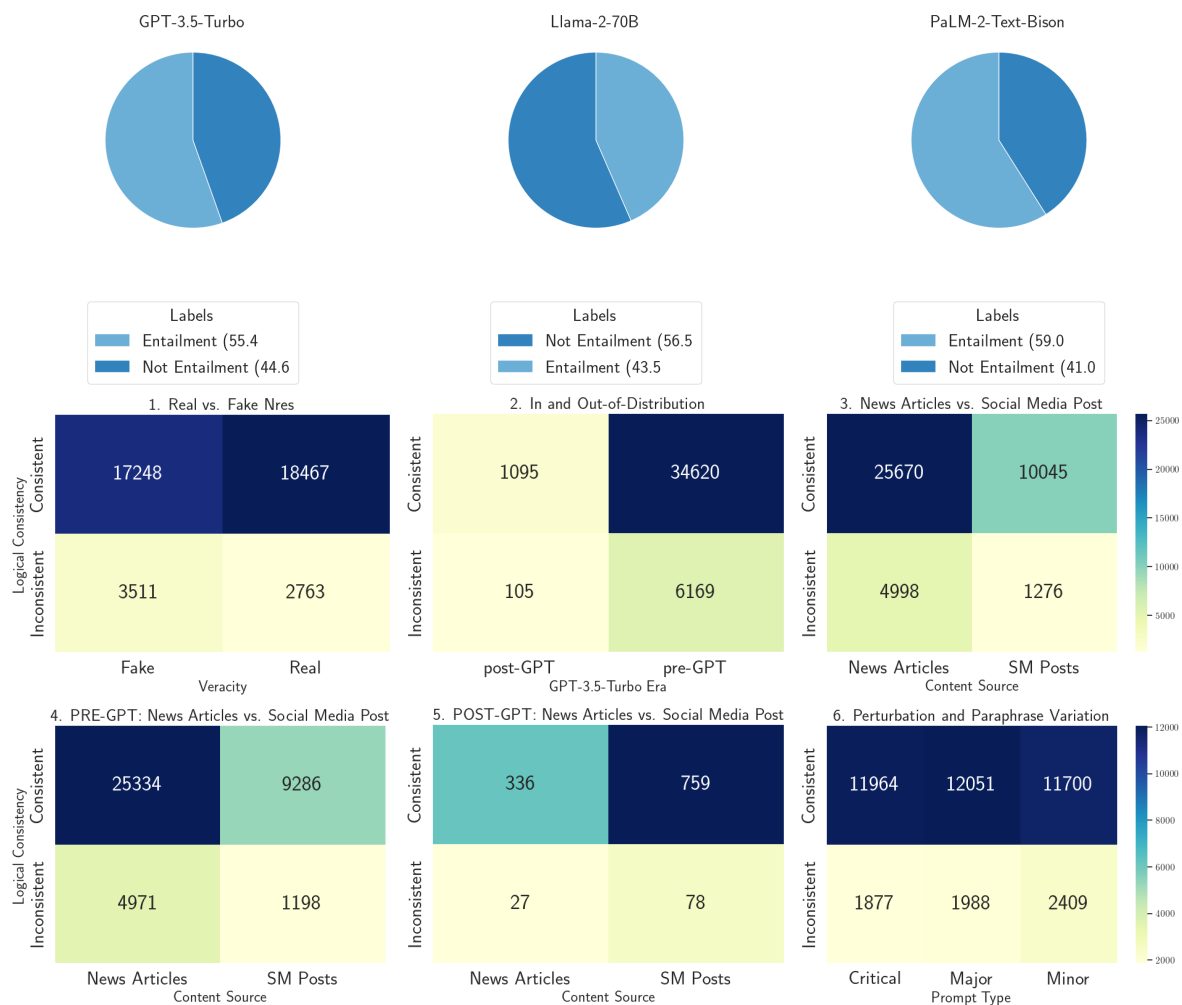 GPT-3.5-Turbo
Llama-2-70B
PaLM-2-Text-Bison
Labels
Entailment (55.4
Not Entailment (44.6
Labels
Not Entailment (56.5
Entailment (43.5
Labels
Entailment (59.0
Not Entailment (41.0
1. Real vs. Fake Nres
Logical Consistency
Consistent
Inconsistent
17248 18467
3511 2763
Fake Real
Veracity
2. In and Out-of-Distribution
Consistent
Inconsistent
1095 34620
105 6169
post-GPT pre-GPT
GPT-3.5-Turbo Era
3. News Articles vs. Social Media Post
Consistent
Inconsistent
25670 10045
4998 1276
News Articles SM Posts
Content Source
25000
20000
15000
10000
5000
4. PRE-GPT: News Articles vs. Social Media Post
Logical Consistency
Consistent
Inconsistent
25334 9286
4971 1198
News Articles SM Posts
Content Source
5. POST-GPT: News Articles vs. Social Media Post
Consistent
Inconsistent
336 759
27 78
News Articles SM Posts
Content Source
6. Perturbation and Paraphrase Variation
Consistent
Inconsistent
11964 12051 11700
1877 1988 2409
Critical Major Minor
Prompt Type
12000
10000
8000
6000
4000
2000